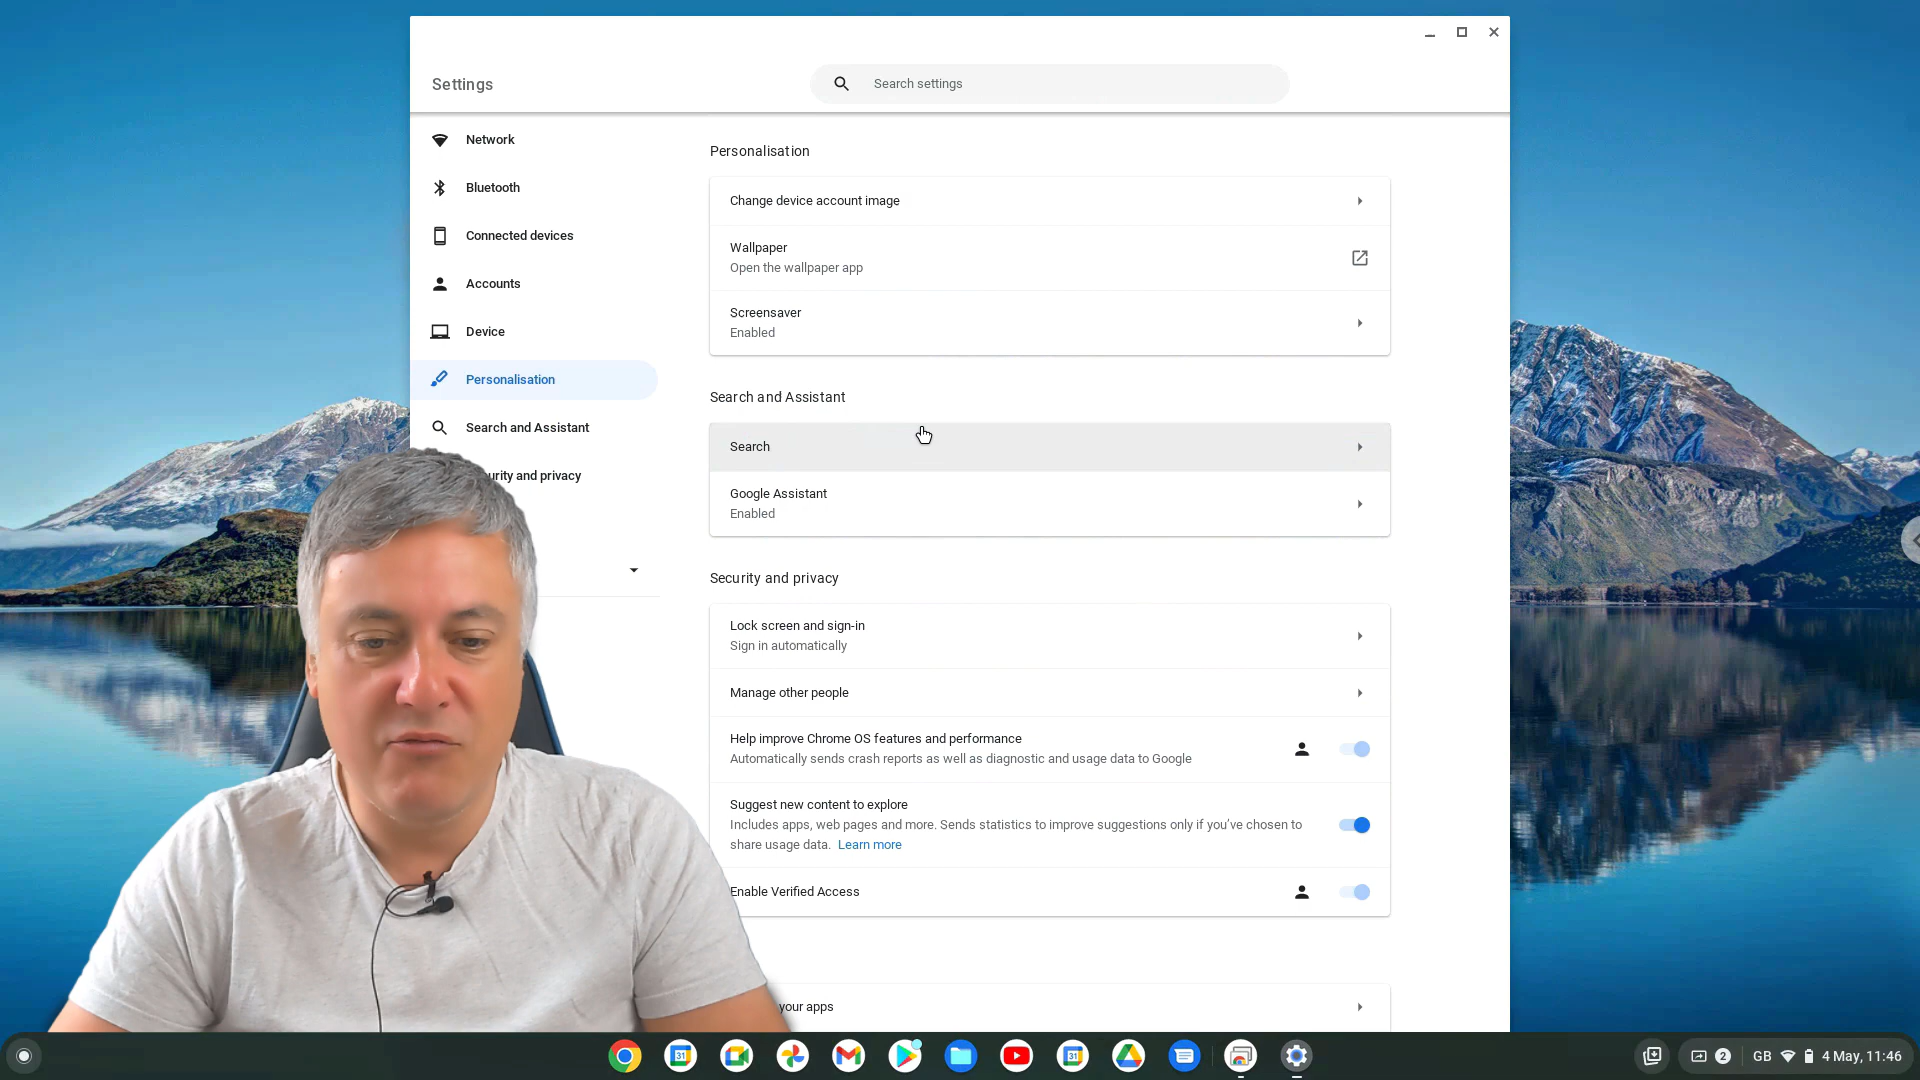 Settings
Search settings
Network
Bluetooth
Connected devices
Accounts
Device
Personalisation
Search and Assistant
urity and privacy
Personalisation
Change device account image
Wallpaper
Open the wallpaper app
Screensaver
Enabled
Search and Assistant
Search
Google Assistant
Enabled
Security and privacy
Lock screen and sign-in
Sign in automatically
Manage other people
Help improve Chrome OS features and performance
Automatically sends crash reports as well as diagnostic and usage data to Google
Suggest new content to explore
Includes apps, web pages and more. Sends statistics to improve suggestions only if you've chosen to
share usage data. Learn more
Enable Verified Access
your apps
31
31
2
GB
4 May, 11:46